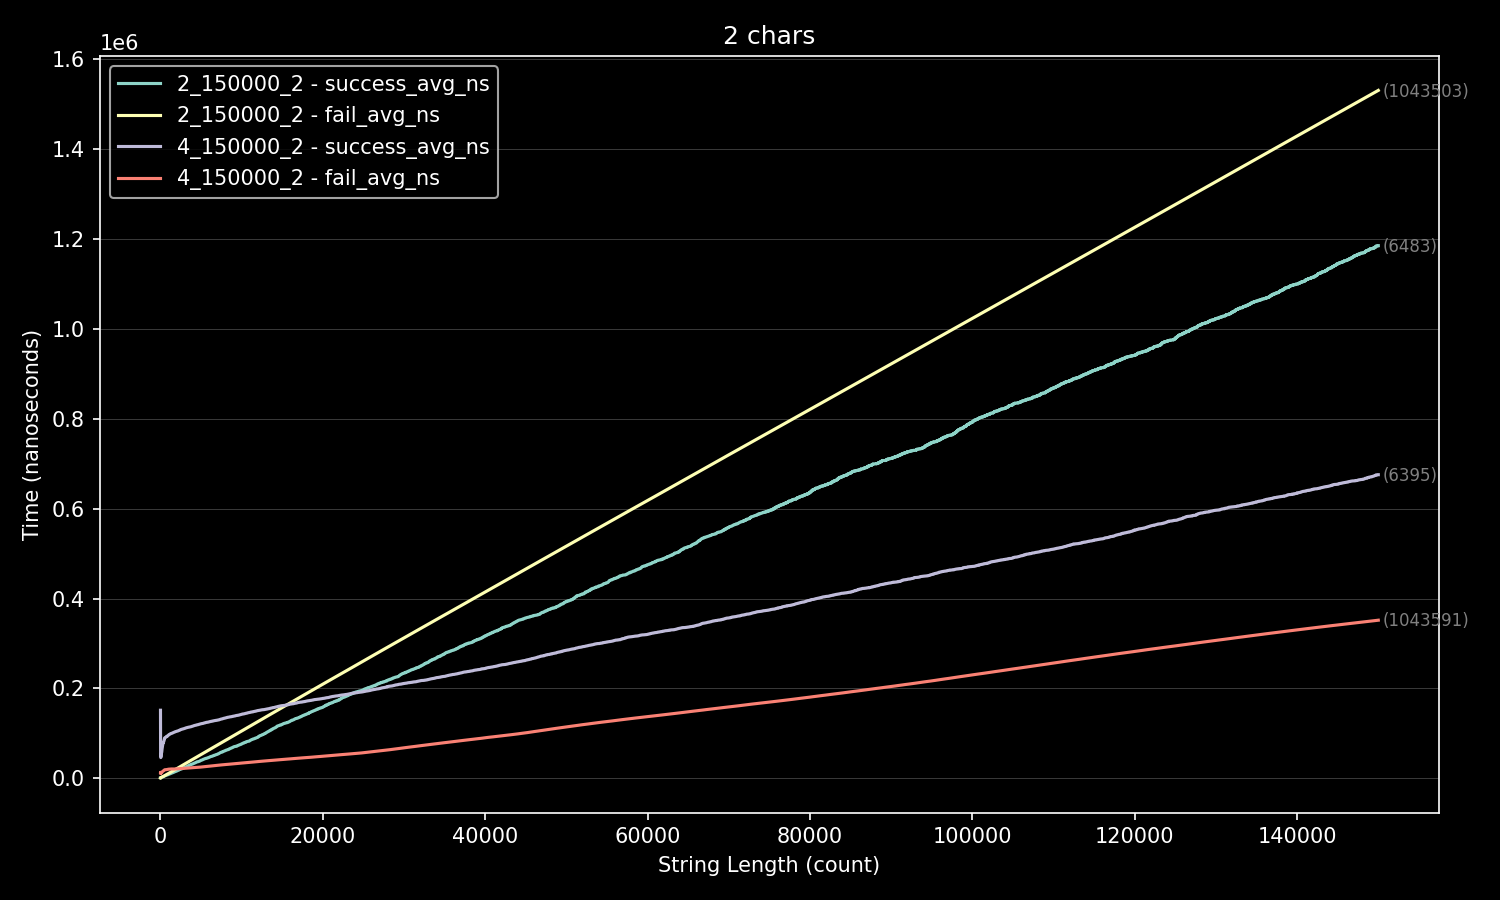 2 chars
1e6
1.6
1.4
1.2
1.0
0.8
0.6
0.4
0.2
0.0
Time (nanoseconds)
2_150000_2 - success_avg_ns
2_150000_2 - fail_avg_ns
4_150000_2 - success_avg_ns
4_150000_2 - fail_avg_ns
(1043503)
(6483)
(6395)
(1043591)
0 20000 40000 60000 80000 100000 120000 140000
String Length (count)